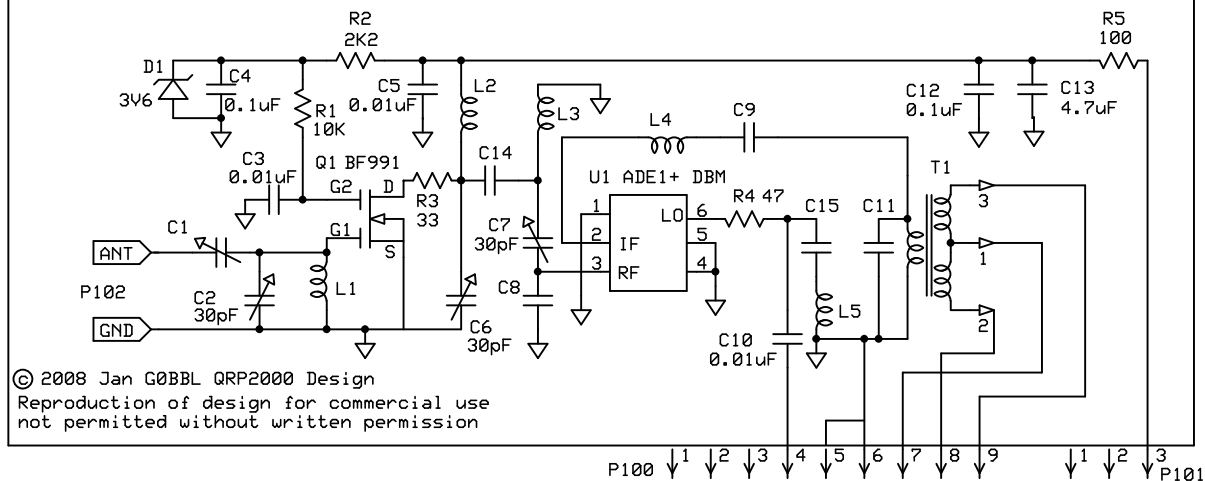 R2
2K2
R5
100
D1
3V6
C4
0.1uF
R1
10K
C5
0.01uF
L2
L3
C12
0.1uF
C13
4.7uF
L4
C9
C3
0.01uF
Q1 BF991
G2
D
G1
S
R3
33
C14
U1 ADE1+ DBM
1
2
3
LO
IF
RF
6
5
4
R4 47
C15
C11
T1
3
1
2
C1
ANT
P102
GND
C2
30pF
L1
C7
30pF
C8
C6
30pF
L5
C10
0.01uF
© 2008 Jan G0BBL QRP2000 Design
Reproduction of design for commercial use
not permitted without written permission
P100
1 2 3 4 5 6 7 8 9
1 2 3
P101